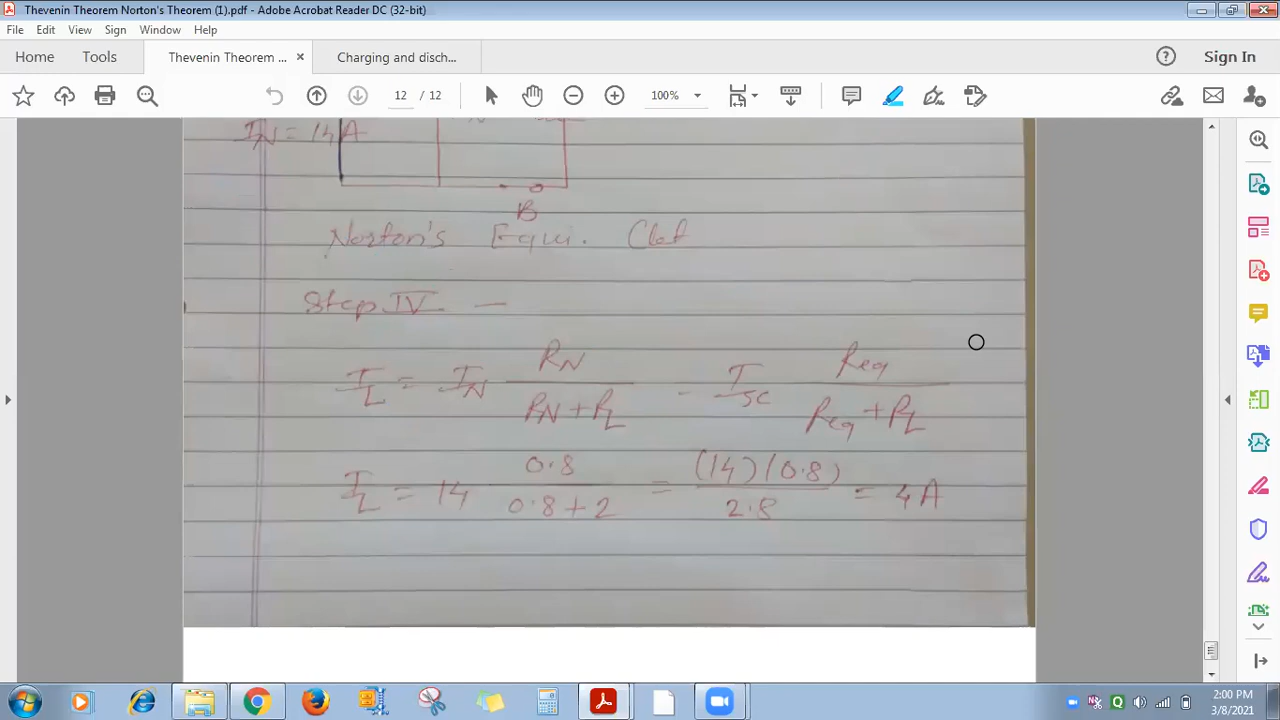 Thevenin Theorem Norton's Theorem (1).pdf - Adobe Acrobat Reader DC (32-bit)
File Edit View Sign Window Help
Home Tools Thevenin Theorem ... × Charging and disch... Sign In
12 / 12 100%
IN = 14A
B
Norton's Equi. Ckt
Step IV —
IL = IN RN / (RN + RL) = Isc Req / (Req + RL)
IL = 14 0.8 / (0.8 + 2) = (14)(0.8) / 2.8 = 4A
2:00 PM
3/8/2021